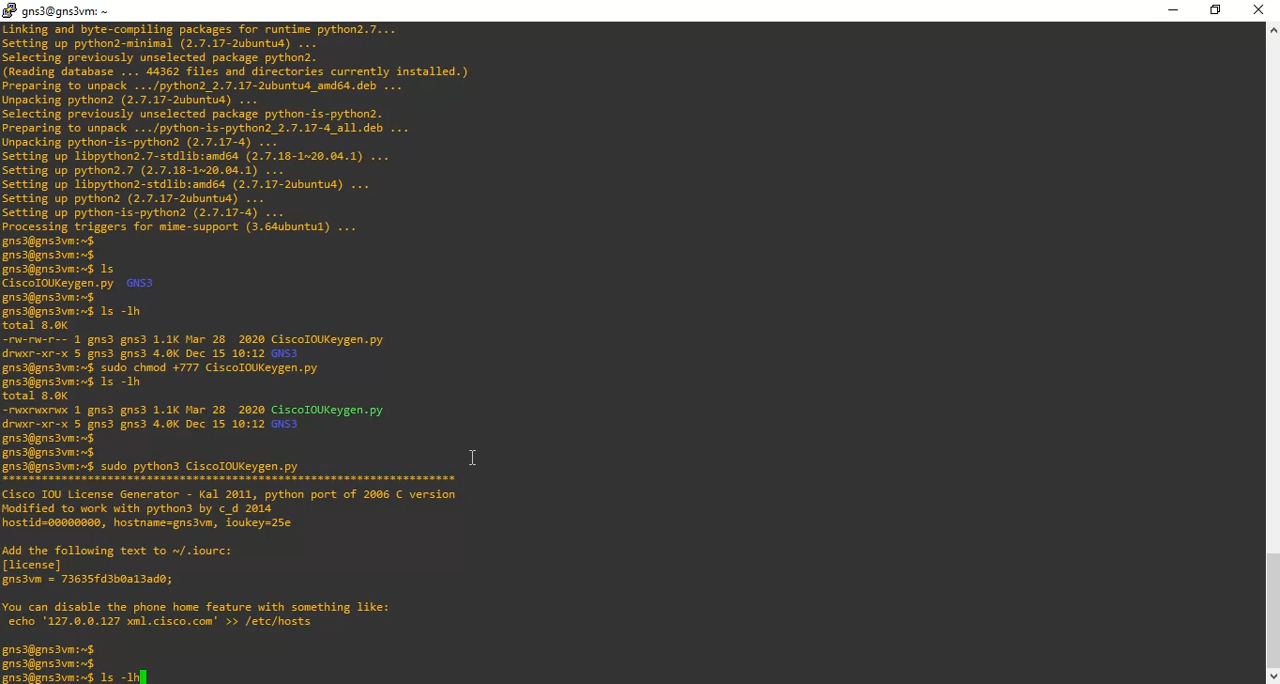 gns3@gns3vm: ~
Linking and byte-compiling packages for runtime python2.7...
Setting up python2-minimal (2.7.17-2ubuntu4) ...
Selecting previously unselected package python2.
(Reading database ... 44362 files and directories currently installed.)
Preparing to unpack .../python2_2.7.17-2ubuntu4_amd64.deb ...
Unpacking python2 (2.7.17-2ubuntu4) ...
Selecting previously unselected package python-is-python2.
Preparing to unpack .../python-is-python2_2.7.17-4_all.deb ...
Unpacking python-is-python2 (2.7.17-4) ...
Setting up libpython2.7-stdlib:amd64 (2.7.18-1~20.04.1) ...
Setting up python2.7 (2.7.18-1~20.04.1) ...
Setting up libpython2-stdlib:amd64 (2.7.17-2ubuntu4) ...
Setting up python2 (2.7.17-2ubuntu4) ...
Setting up python-is-python2 (2.7.17-4) ...
Processing triggers for mime-support (3.64ubuntu1) ...
gns3@gns3vm:~$
gns3@gns3vm:~$
gns3@gns3vm:~$ ls
CiscoIOUKeygen.py  GNS3
gns3@gns3vm:~$
gns3@gns3vm:~$ ls -lh
total 8.0K
-rw-rw-r-- 1 gns3 gns3 1.1K Mar 28  2020 CiscoIOUKeygen.py
drwxr-xr-x 5 gns3 gns3 4.0K Dec 15 10:12 GNS3
gns3@gns3vm:~$ sudo chmod +777 CiscoIOUKeygen.py
gns3@gns3vm:~$ ls -lh
total 8.0K
-rwxrwxrwx 1 gns3 gns3 1.1K Mar 28  2020 CiscoIOUKeygen.py
drwxr-xr-x 5 gns3 gns3 4.0K Dec 15 10:12 GNS3
gns3@gns3vm:~$
gns3@gns3vm:~$
gns3@gns3vm:~$ sudo python3 CiscoIOUKeygen.py
*********************************************************************
Cisco IOU License Generator - Kal 2011, python port of 2006 C version
Modified to work with python3 by c_d 2014
hostid=00000000, hostname=gns3vm, ioukey=25e
Add the following text to ~/.iourc:
[license]
gns3vm = 73635fd3b0a13ad0;
You can disable the phone home feature with something like:
echo '127.0.0.127 xml.cisco.com' >> /etc/hosts
gns3@gns3vm:~$
gns3@gns3vm:~$
gns3@gns3vm:~$ ls -lh